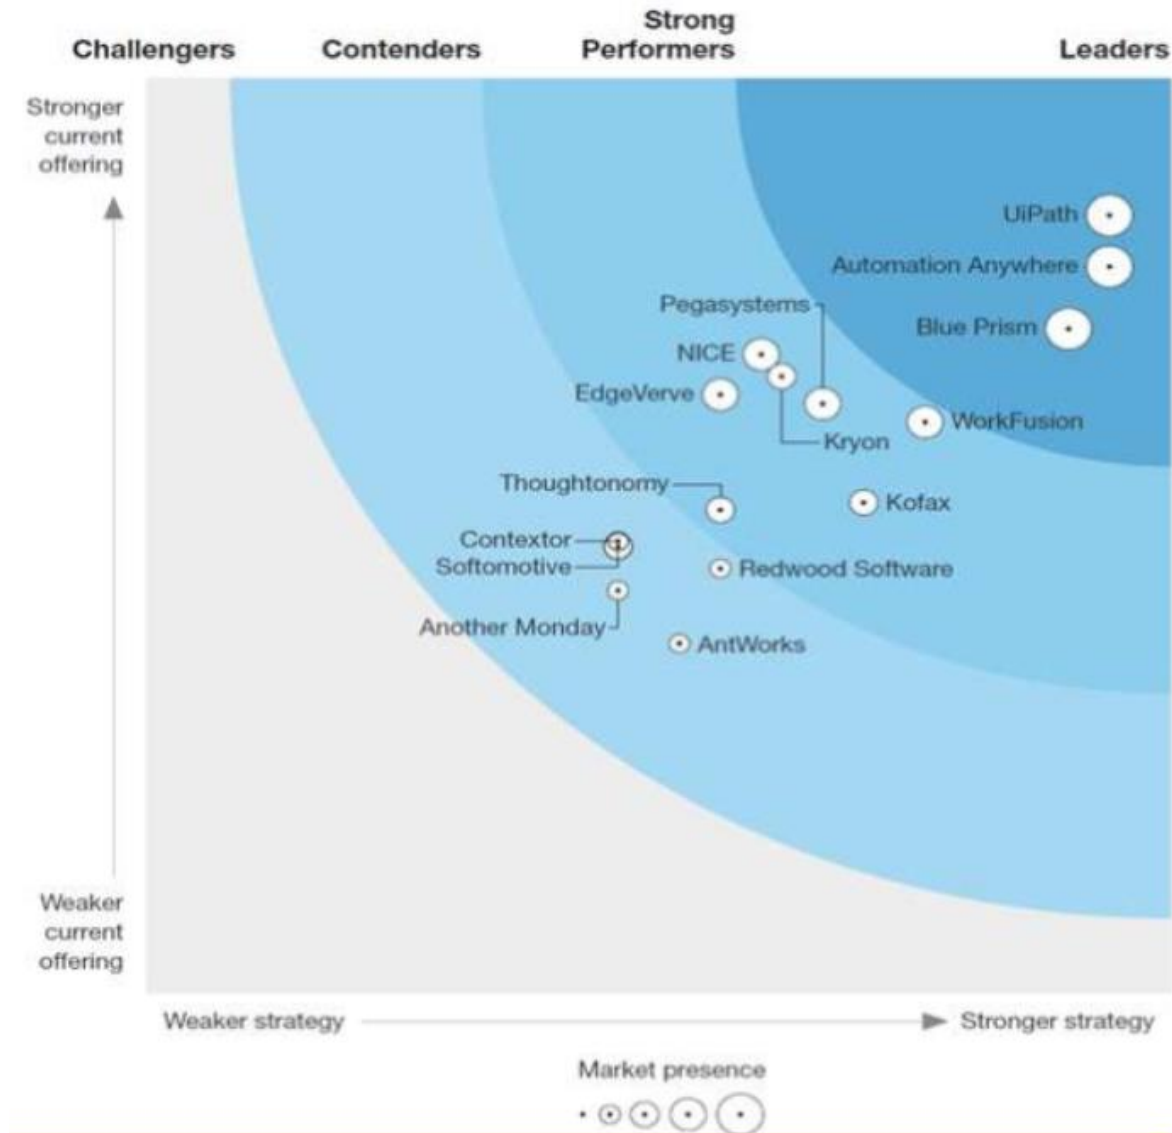 Challengers
Contenders
Strong
Performers
Leaders
Stronger
current
offering
UiPath
Automation Anywhere
Pegasystems
Blue Prism
NICE
EdgeVerve
WorkFusion
Kryon
Thoughtonomy
Kofax
Contextor
Softomotive
Redwood Software
Another Monday
AntWorks
Weaker
current
offering
Weaker strategy
Stronger strategy
Market presence